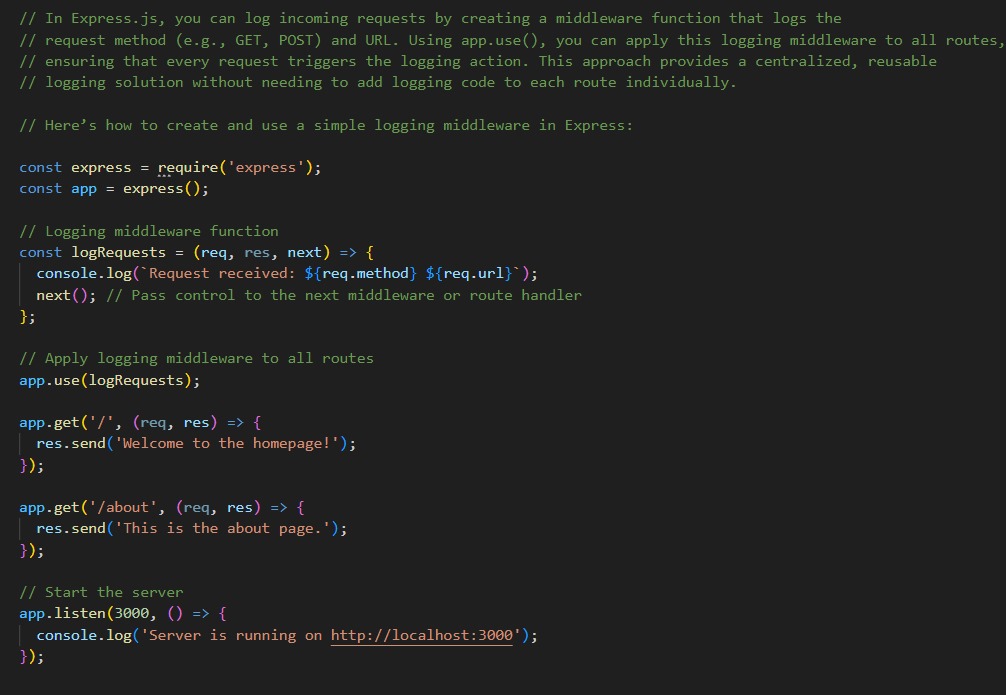 // In Express.js, you can log incoming requests by creating a middleware function that logs the
// request method (e.g., GET, POST) and URL. Using app.use(), you can apply this logging middleware to all routes,
// ensuring that every request triggers the logging action. This approach provides a centralized, reusable
// logging solution without needing to add logging code to each route individually.

// Here’s how to create and use a simple logging middleware in Express:

const express = require('express');
const app = express();

// Logging middleware function
const logRequests = (req, res, next) => {
  console.log(`Request received: ${req.method} ${req.url}`);
  next(); // Pass control to the next middleware or route handler
};

// Apply logging middleware to all routes
app.use(logRequests);

app.get('/', (req, res) => {
  res.send('Welcome to the homepage!');
});

app.get('/about', (req, res) => {
  res.send('This is the about page.');
});

// Start the server
app.listen(3000, () => {
  console.log('Server is running on http://localhost:3000');
});